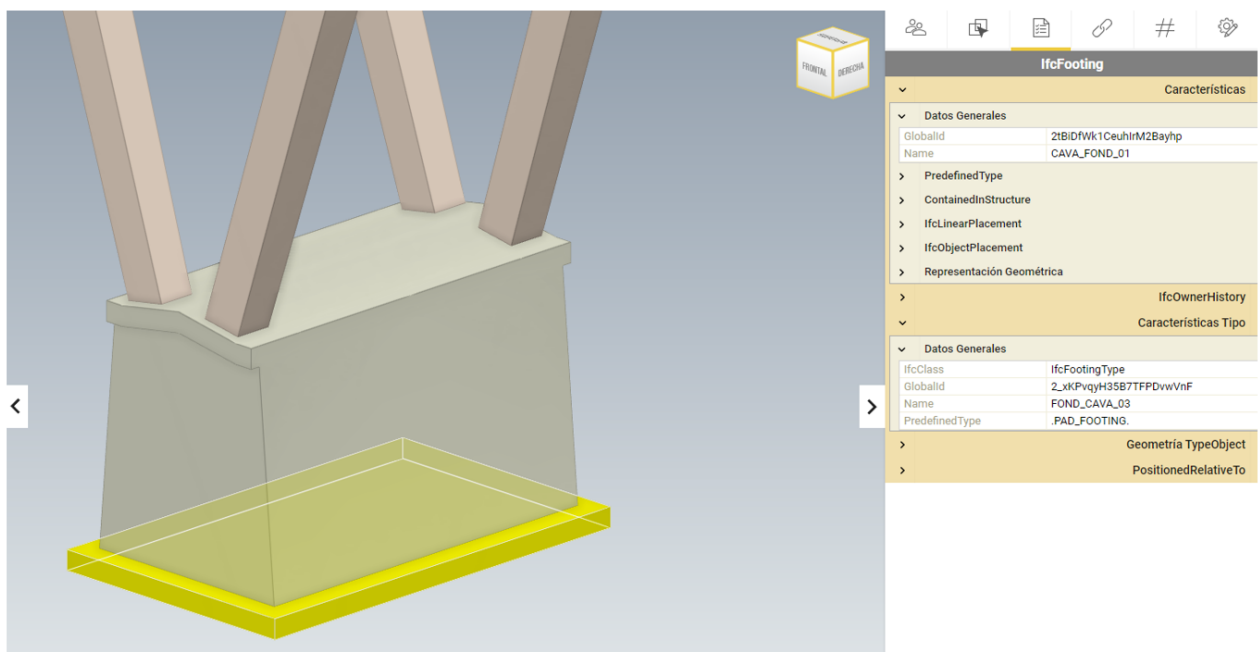 FRONTAL
DERECHA
IfcFooting
Características
Datos Generales
GlobalId 2tBiDfWk1CeuhIrM2Bayhp
Name CAVA_FOND_01
PredefinedType
ContainedInStructure
IfcLinearPlacement
IfcObjectPlacement
Representación Geométrica
IfcOwnerHistory
Características Tipo
Datos Generales
IfcClass IfcFootingType
GlobalId 2_xKPvqyH35B7TFPDvwVnF
Name FOND_CAVA_03
PredefinedType .PAD_FOOTING.
Geometría TypeObject
PositionedRelativeTo